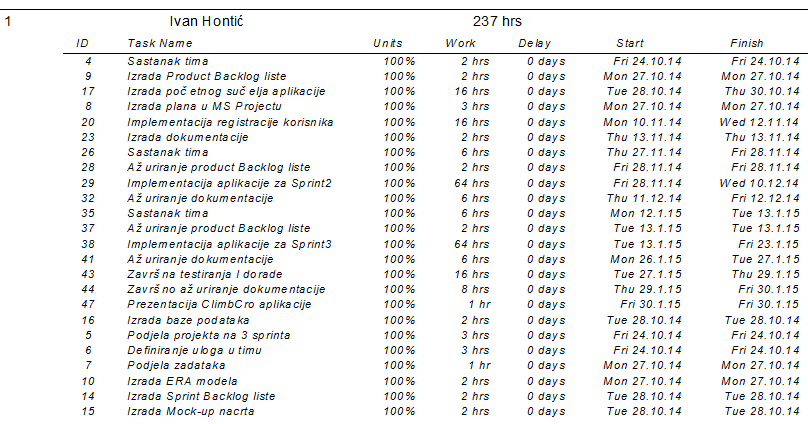 1 Ivan Hontić 237 hrs
ID Task Name Units Work Delay Start Finish
4 Sastanak tima 100% 2 hrs 0 days Fri 24.10.14 Fri 24.10.14
9 Izrada Product Backlog liste 100% 2 hrs 0 days Mon 27.10.14 Mon 27.10.14
17 Izrada početnog sučelja aplikacije 100% 16 hrs 0 days Tue 28.10.14 Thu 30.10.14
8 Izrada plana u MS Projectu 100% 3 hrs 0 days Mon 27.10.14 Mon 27.10.14
20 Implementacija registracije korisnika 100% 16 hrs 0 days Mon 10.11.14 Wed 12.11.14
23 Izrada dokumentacije 100% 2 hrs 0 days Thu 13.11.14 Thu 13.11.14
26 Sastanak tima 100% 6 hrs 0 days Thu 27.11.14 Fri 28.11.14
28 Ažuriranje product Backlog liste 100% 2 hrs 0 days Fri 28.11.14 Fri 28.11.14
29 Implementacija aplikacije za Sprint2 100% 64 hrs 0 days Fri 28.11.14 Wed 10.12.14
32 Ažuriranje dokumentacije 100% 6 hrs 0 days Thu 11.12.14 Fri 12.12.14
35 Sastanak tima 100% 6 hrs 0 days Mon 12.1.15 Tue 13.1.15
37 Ažuriranje product Backlog liste 100% 2 hrs 0 days Tue 13.1.15 Tue 13.1.15
38 Implementacija aplikacije za Sprint3 100% 64 hrs 0 days Tue 13.1.15 Fri 23.1.15
41 Ažuriranje dokumentacije 100% 6 hrs 0 days Mon 26.1.15 Tue 27.1.15
43 Završna testiranja I dorade 100% 16 hrs 0 days Tue 27.1.15 Thu 29.1.15
44 Završno ažuriranje dokumentacije 100% 8 hrs 0 days Thu 29.1.15 Fri 30.1.15
47 Prezentacija ClimbCro aplikacije 100% 1 hr 0 days Fri 30.1.15 Fri 30.1.15
16 Izrada baze podataka 100% 2 hrs 0 days Tue 28.10.14 Tue 28.10.14
5 Podjela projekta na 3 sprinta 100% 3 hrs 0 days Fri 24.10.14 Fri 24.10.14
6 Definiranje uloga u timu 100% 3 hrs 0 days Fri 24.10.14 Fri 24.10.14
7 Podjela zadataka 100% 1 hr 0 days Mon 27.10.14 Mon 27.10.14
10 Izrada ERA modela 100% 2 hrs 0 days Mon 27.10.14 Mon 27.10.14
14 Izrada Sprint Backlog liste 100% 2 hrs 0 days Tue 28.10.14 Tue 28.10.14
15 Izrada Mock-up nacrta 100% 2 hrs 0 days Tue 28.10.14 Tue 28.10.14